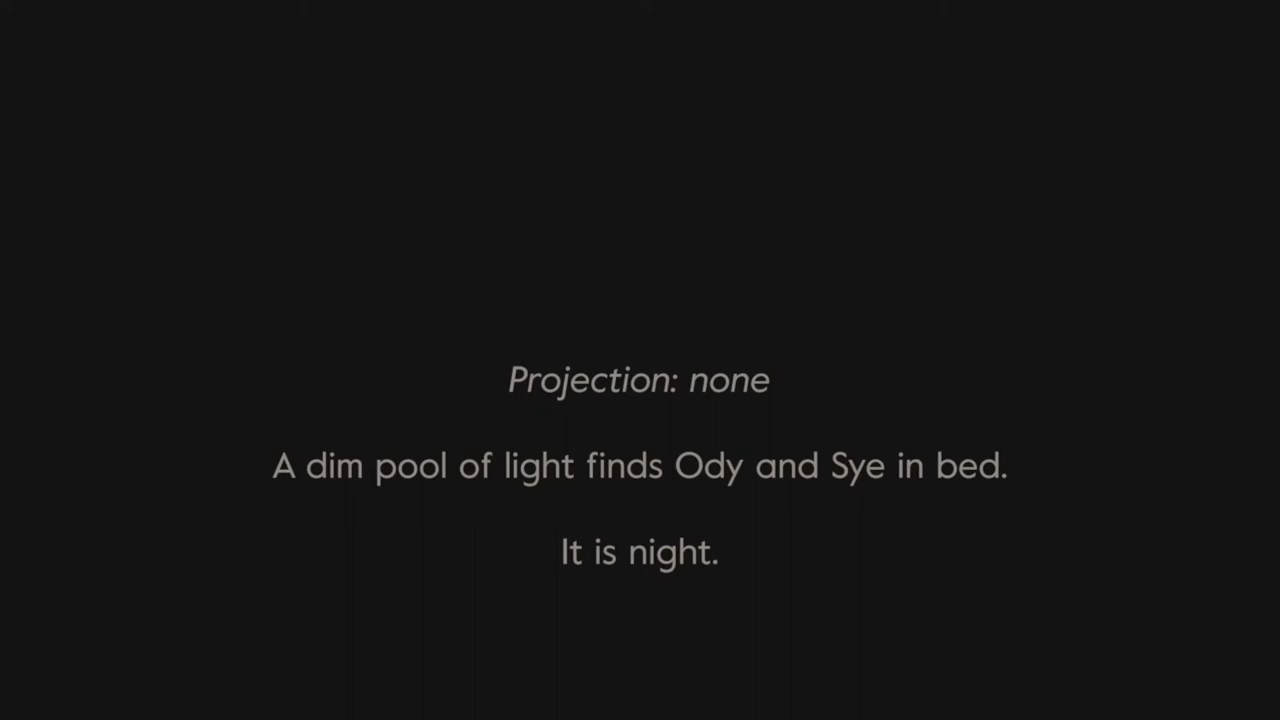 Projection: none
A dim pool of light finds Ody and Sye in bed.
It is night.